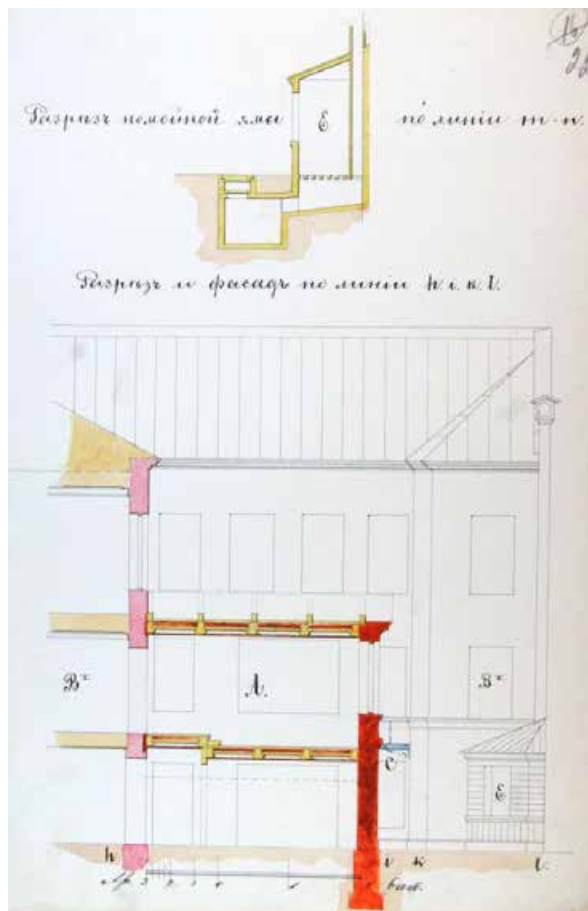 Разрѣзъ помойной ямы Е по линіи m-n.
Разрѣзъ и фасадъ по линіи h i k l.
В
А.
В
С
Е
h i k l.